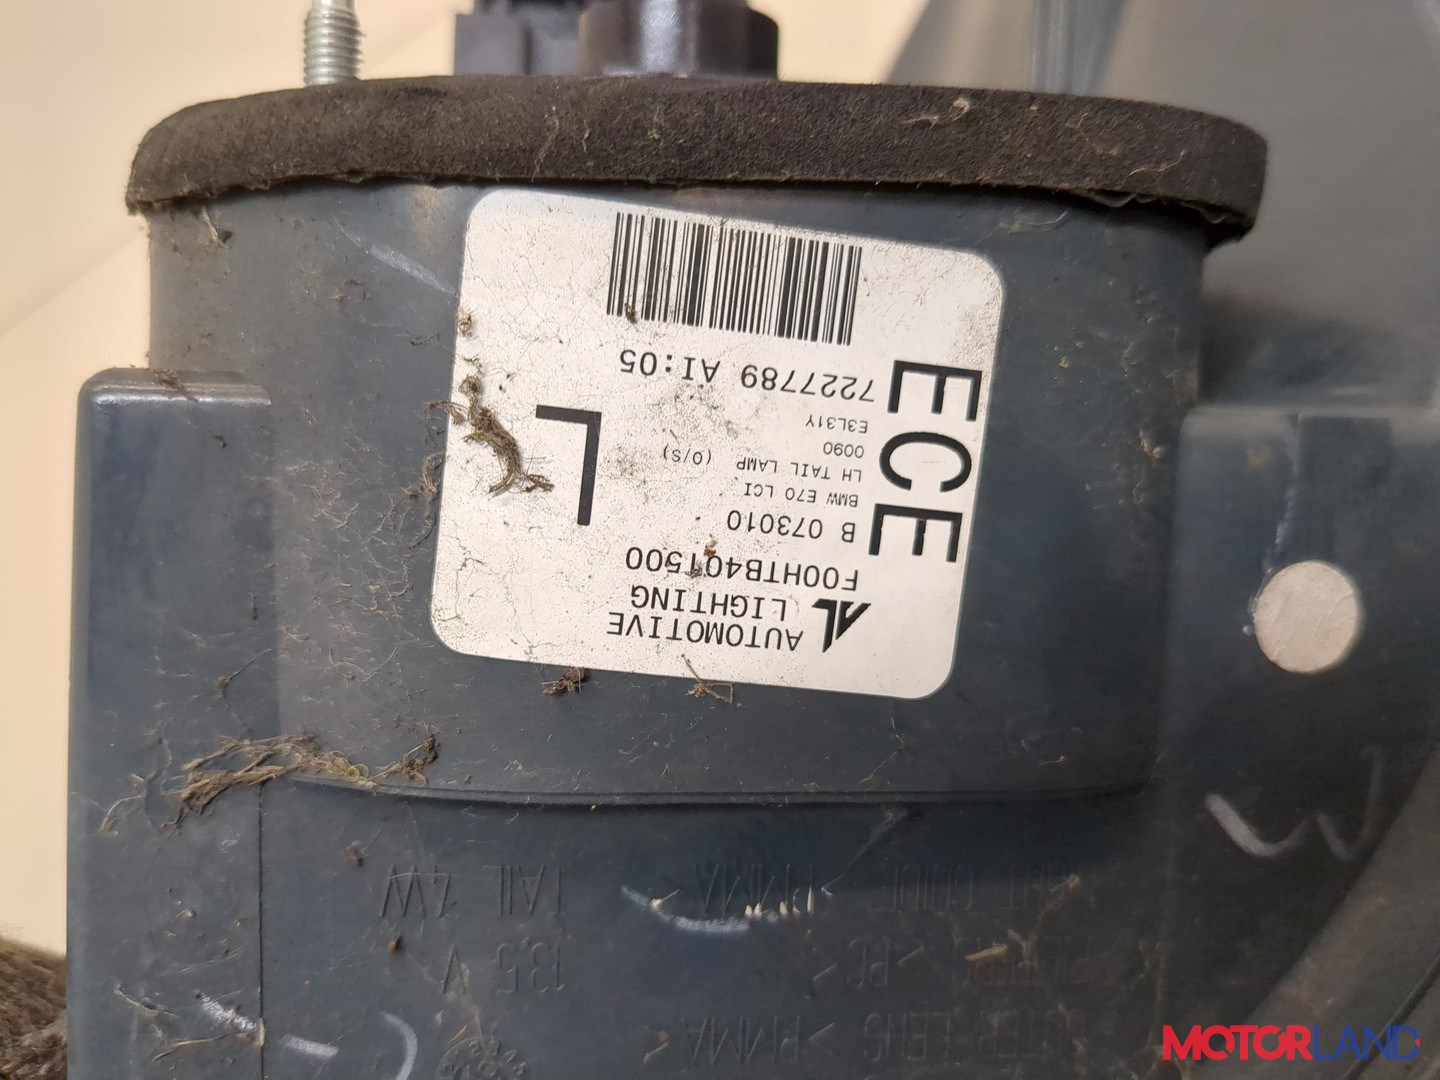 AUTOMOTIVE
LIGHTING
F00HTB401500
B 073010
BMW E70 LCI
LH TAIL LAMP (O/S)
0090
E3L31Y
7227789 AI:05
L
ECE
>PMMA<
13,5 V
>PC<
TAIL 4W
>PMMA<
MOTORLAND